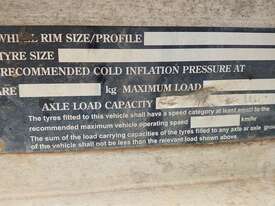 WHEEL RIM SIZE/PROFILE
TYRE SIZE
RECOMMENDED COLD INFLATION PRESSURE AT
ARE kg MAXIMUM LOAD
AXLE LOAD CAPACITY
The tyres fitted to this vehicle shall have a speed category at least equal to the
recommended maximum vehicle operating speed km/hr
The sum of the load carrying capacities of the tyres fitted to any axle or axle
of the vehicle shall not be less than the relevant load shown above